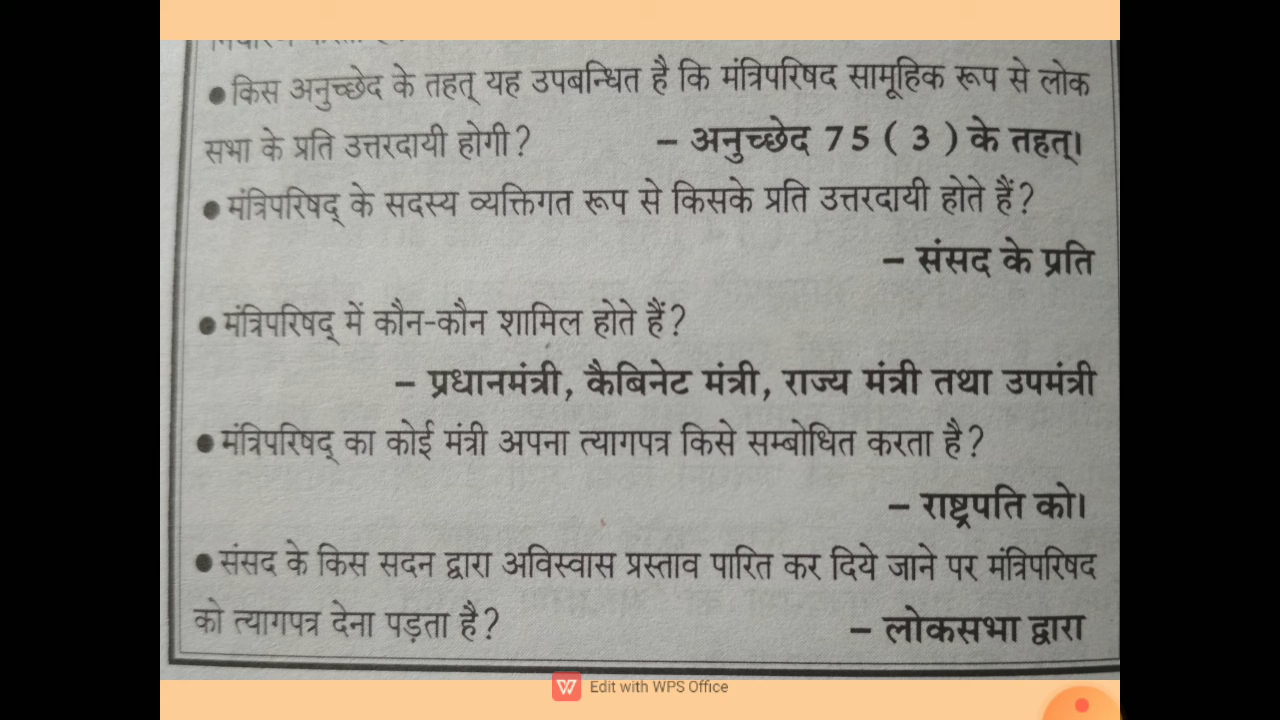 •किस अनुच्छेद के तहत् यह उपबन्धित है कि मंत्रिपरिषद सामूहिक रूप से लोक
सभा के प्रति उत्तरदायी होगी? – अनुच्छेद 75 ( 3 ) के तहत्।
•मंत्रिपरिषद् के सदस्य व्यक्तिगत रूप से किसके प्रति उत्तरदायी होते हैं?
– संसद के प्रति
•मंत्रिपरिषद् में कौन-कौन शामिल होते हैं?
– प्रधानमंत्री, कैबिनेट मंत्री, राज्य मंत्री तथा उपमंत्री
•मंत्रिपरिषद् का कोई मंत्री अपना त्यागपत्र किसे सम्बोधित करता है?
– राष्ट्रपति को।
•संसद के किस सदन द्वारा अविस्वास प्रस्ताव पारित कर दिये जाने पर मंत्रिपरिषद
को त्यागपत्र देना पड़ता है? – लोकसभा द्वारा
Edit with WPS Office